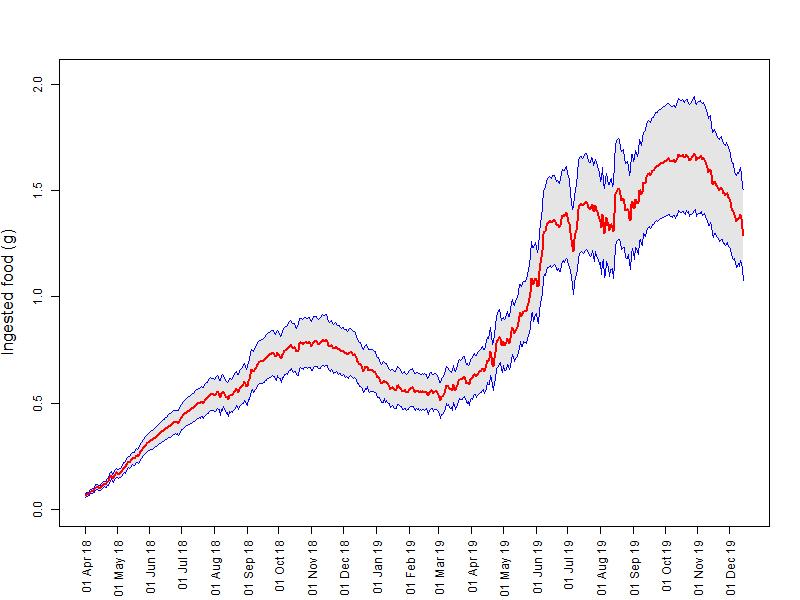 Ingested food (g)
2.0
1.5
1.0
0.5
0.0
01 Apr 18
01 May 18
01 Jun 18
01 Jul 18
01 Aug 18
01 Sep 18
01 Oct 18
01 Nov 18
01 Dec 18
01 Jan 19
01 Feb 19
01 Mar 19
01 Apr 19
01 May 19
01 Jun 19
01 Jul 19
01 Aug 19
01 Sep 19
01 Oct 19
01 Nov 19
01 Dec 19